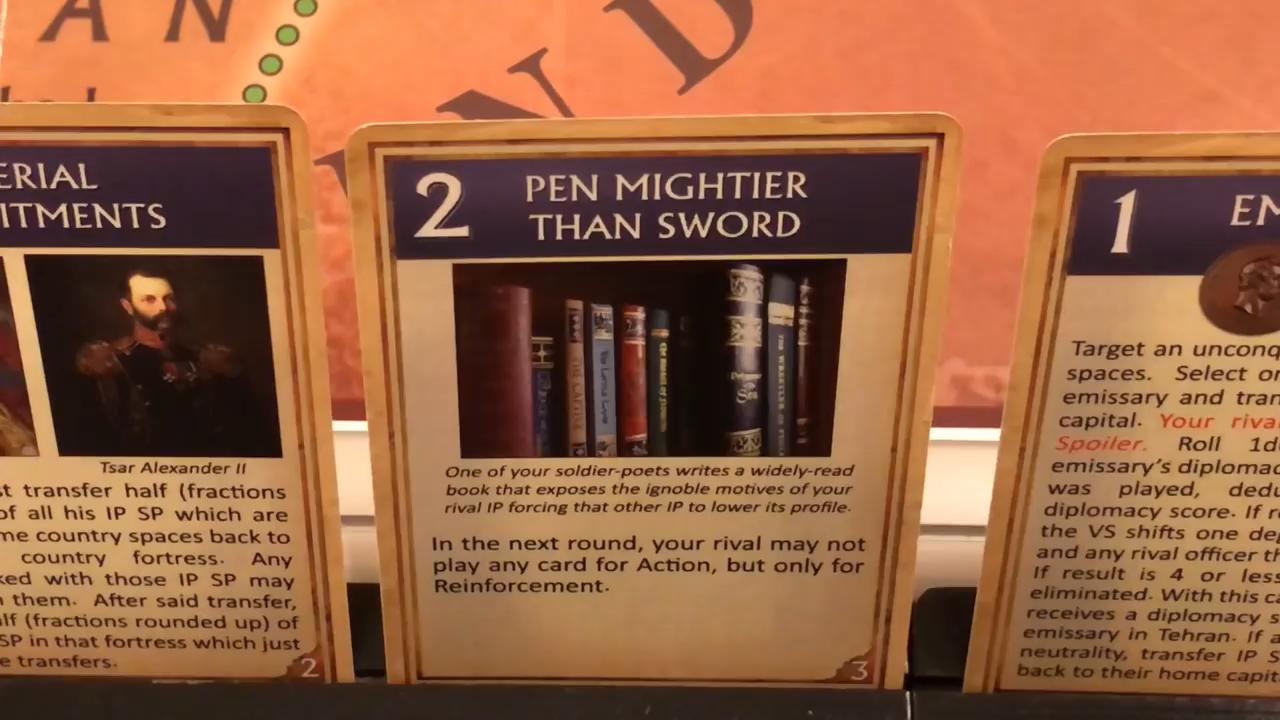 A N
N D
ERIAL
ITMENTS
Tsar Alexander II
t transfer half (fractions
of all his IP SP which are
me country spaces back to
country fortress. Any
ked with those IP SP may
them. After said transfer,
lf (fractions rounded up) of
SP in that fortress which just
e transfers.
2
2
PEN MIGHTIER
THAN SWORD
One of your soldier-poets writes a widely-read
book that exposes the ignoble motives of your
rival IP forcing that other IP to lower its profile.
In the next round, your rival may not
play any card for Action, but only for
Reinforcement.
3
1
EN
Target an unconq
spaces. Select or
emissary and tran
capital. Your riva
Spoiler. Roll 1d
emissary's diplomac
was played, dedu
diplomacy score. If r
the VS shifts one de
and any rival officer th
If result is 4 or less
eliminated. With this ca
receives a diplomacy s
emissary in Tehran. If a
neutrality, transfer IP S
back to their home capit